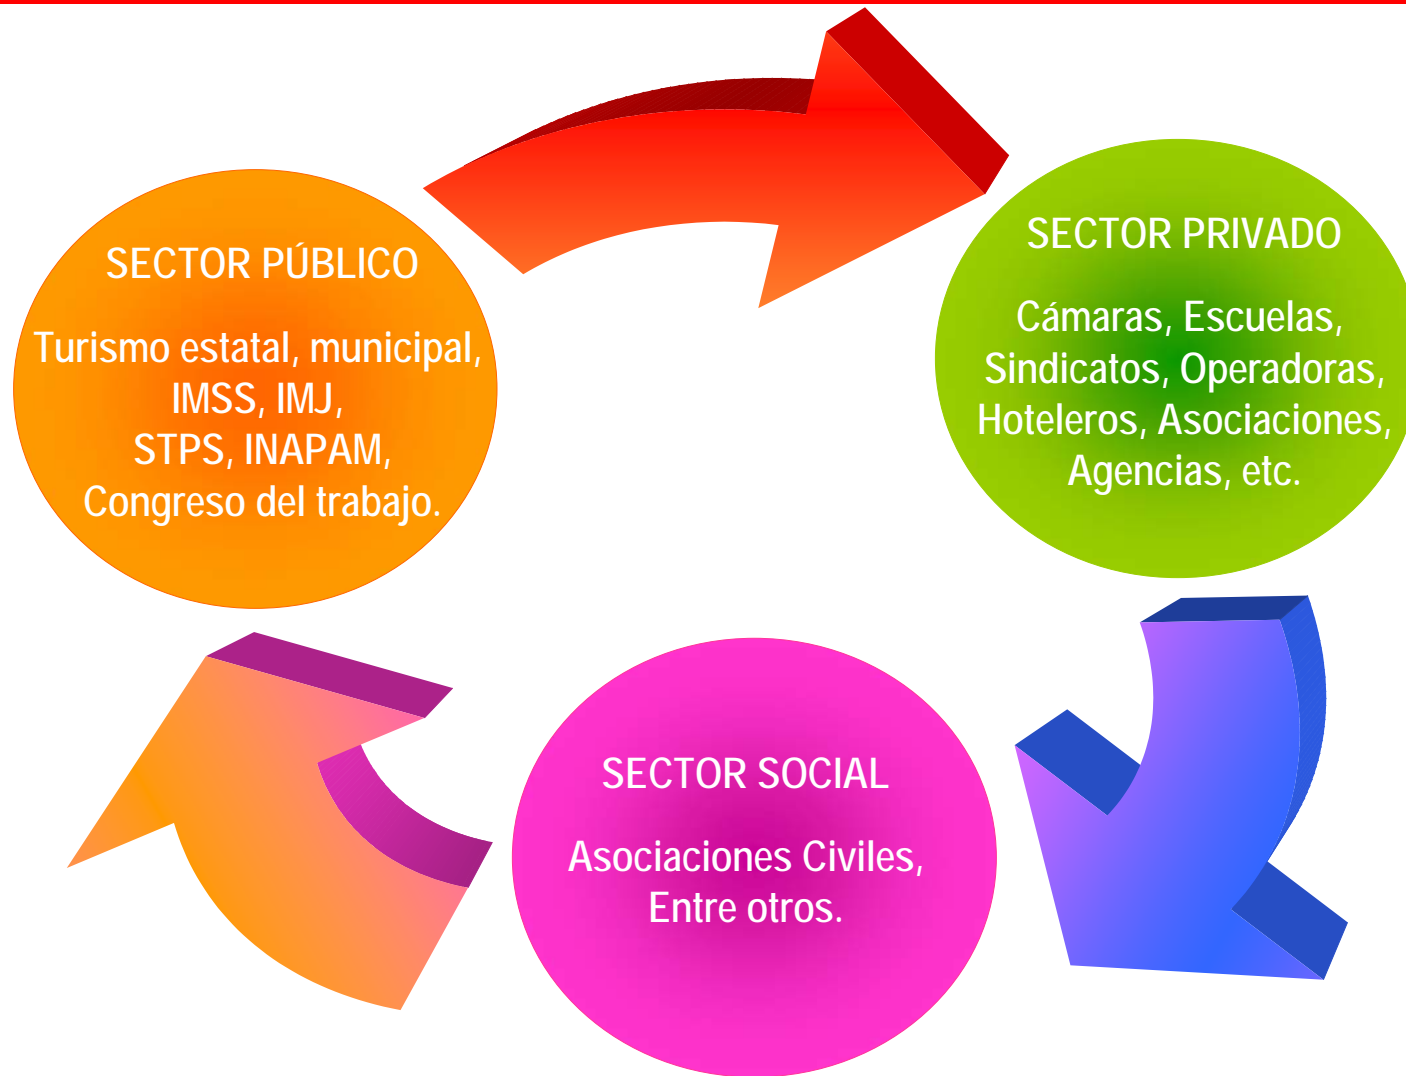 SECTOR PÚBLICO
Turismo estatal, municipal,
IMSS, IMJ,
STPS, INAPAM,
Congreso del trabajo.
SECTOR PRIVADO
Cámaras, Escuelas,
Sindicatos, Operadoras,
Hoteleros, Asociaciones,
Agencias, etc.
SECTOR SOCIAL
Asociaciones Civiles,
Entre otros.